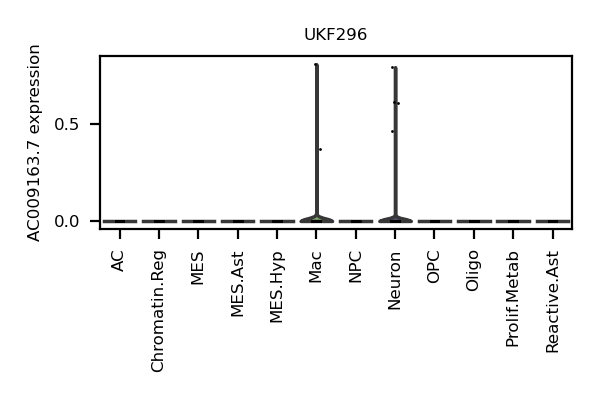 UKF296
AC009163.7 expression
0.5
0.0
AC
Chromatin.Reg
MES
MES.Ast
MES.Hyp
Mac
NPC
Neuron
OPC
Oligo
Prolif.Metab
Reactive.Ast